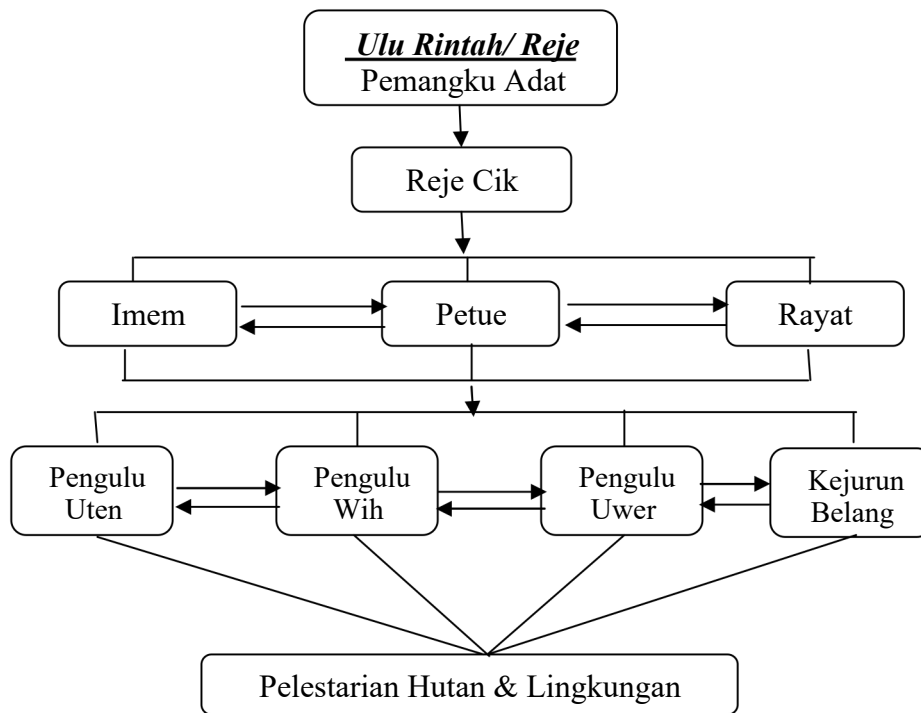 Ulu Rintah/ Reje
Pemangku Adat
Reje Cik
Imem
Petue
Rayat
Pengulu
Uten
Pengulu
Wih
Pengulu
Uwer
Kejurun
Belang
Pelestarian Hutan & Lingkungan